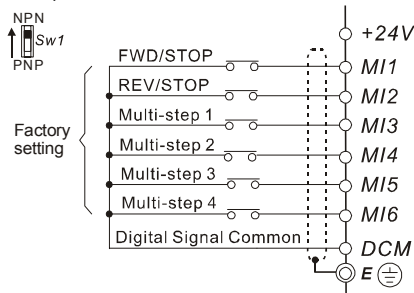 NPN
Sw1
PNP
+24V
FWD/STOP
MI1
REV/STOP
MI2
Multi-step 1
MI3
Factory
setting
Multi-step 2
MI4
Multi-step 3
MI5
Multi-step 4
MI6
Digital Signal Common
DCM
E